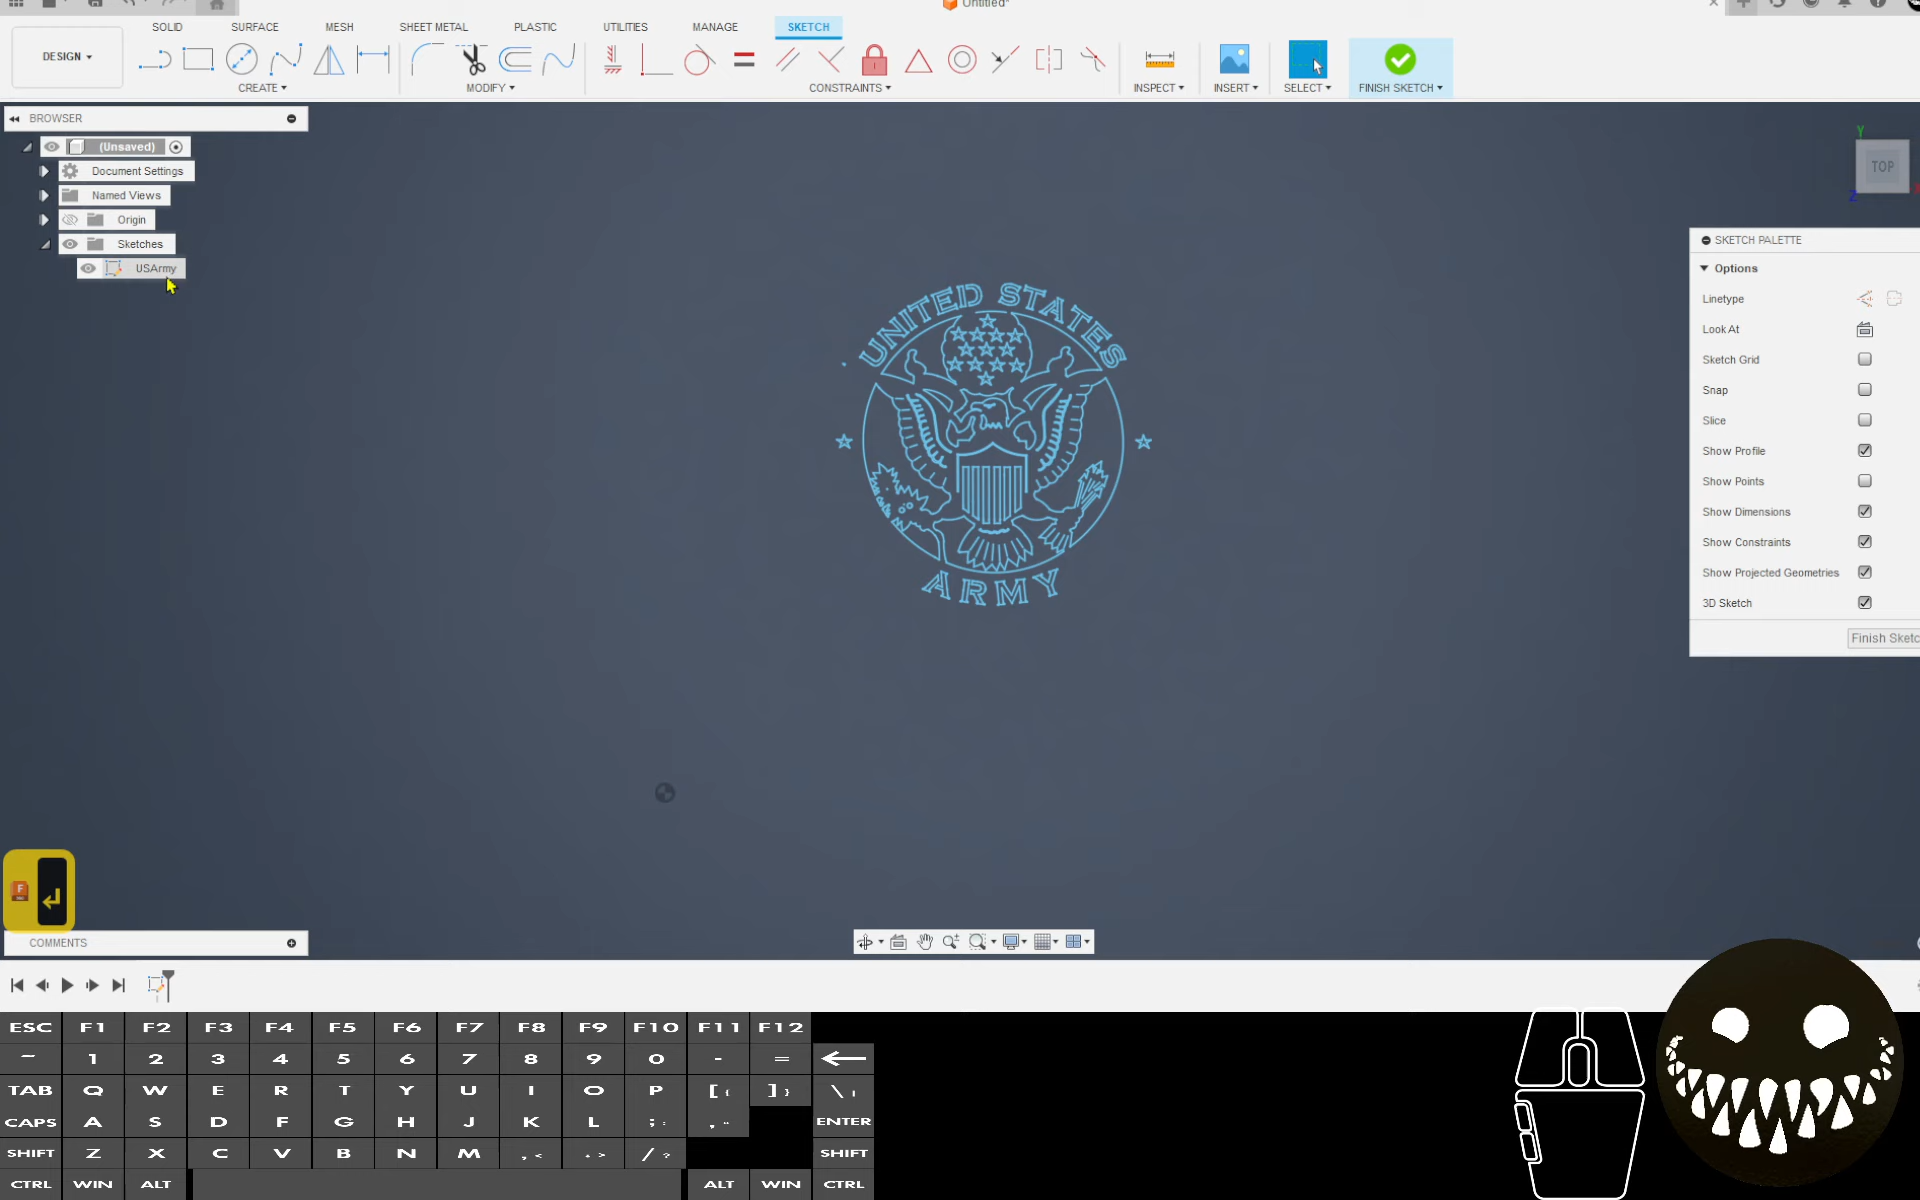 Untitled*
SOLID SURFACE MESH SHEET METAL PLASTIC UTILITIES MANAGE SKETCH
DESIGN
CREATE MODIFY CONSTRAINTS INSPECT INSERT SELECT FINISH SKETCH
BROWSER
(Unsaved)
Document Settings
Named Views
Origin
Sketches
USArmy
Y
TOP
Z
UNITED STATES
ARMY
SKETCH PALETTE
Options
Linetype
Look At
Sketch Grid
Snap
Slice
Show Profile
Show Points
Show Dimensions
Show Constraints
Show Projected Geometries
3D Sketch
Finish Sketc
F
COMMENTS
ESC F1 F2 F3 F4 F5 F6 F7 F8 F9 F10 F11 F12
~ 1 2 3 4 5 6 7 8 9 0 - =
TAB Q W E R T Y U I O P [{ ]} \|
CAPS A S D F G H J K L ;: ," ENTER
SHIFT Z X C V B N M ,< .> /? SHIFT
CTRL WIN ALT ALT WIN CTRL